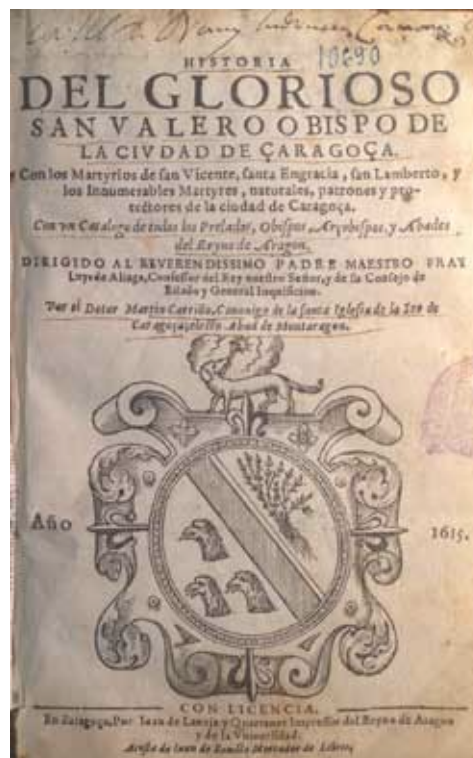 HISTORIA
10690
DEL GLORIOSO
SAN VALERO OBISPO DE
LA CIVDAD DE ÇARAGOÇA.
Con los Martyrios de san Vicente, santa Engracia, san Lamberto, y
los Innumerables Martyres, naturales, patrones y pro-
tectores de la ciudad de Caragoça.
Con vn Catalogo de todos los Prelados, Obispos, Arçobispos, y Abades
del Reyno de Aragon.
DIRIGIDO AL REVERENDISSIMO PADRE MAESTRO FRAY
Luys de Aliaga, Confessor del Rey nuestro Señor, y de su Consejo de
Estado y General Inquisicion.
Por el Dotor Martin Carrillo, Canonigo de la santa Iglesia de la Seo de
Caragoça, electo Abad de Montaragon.
Año
1615.
CON LICENCIA.
En Zaragoça, Por Iuan de Lanaja y Quartanet Impressor del Reyno de Aragon
y de la Vniuersidad.
Acosta de Iuan de Bonilla Mercader de Libros,